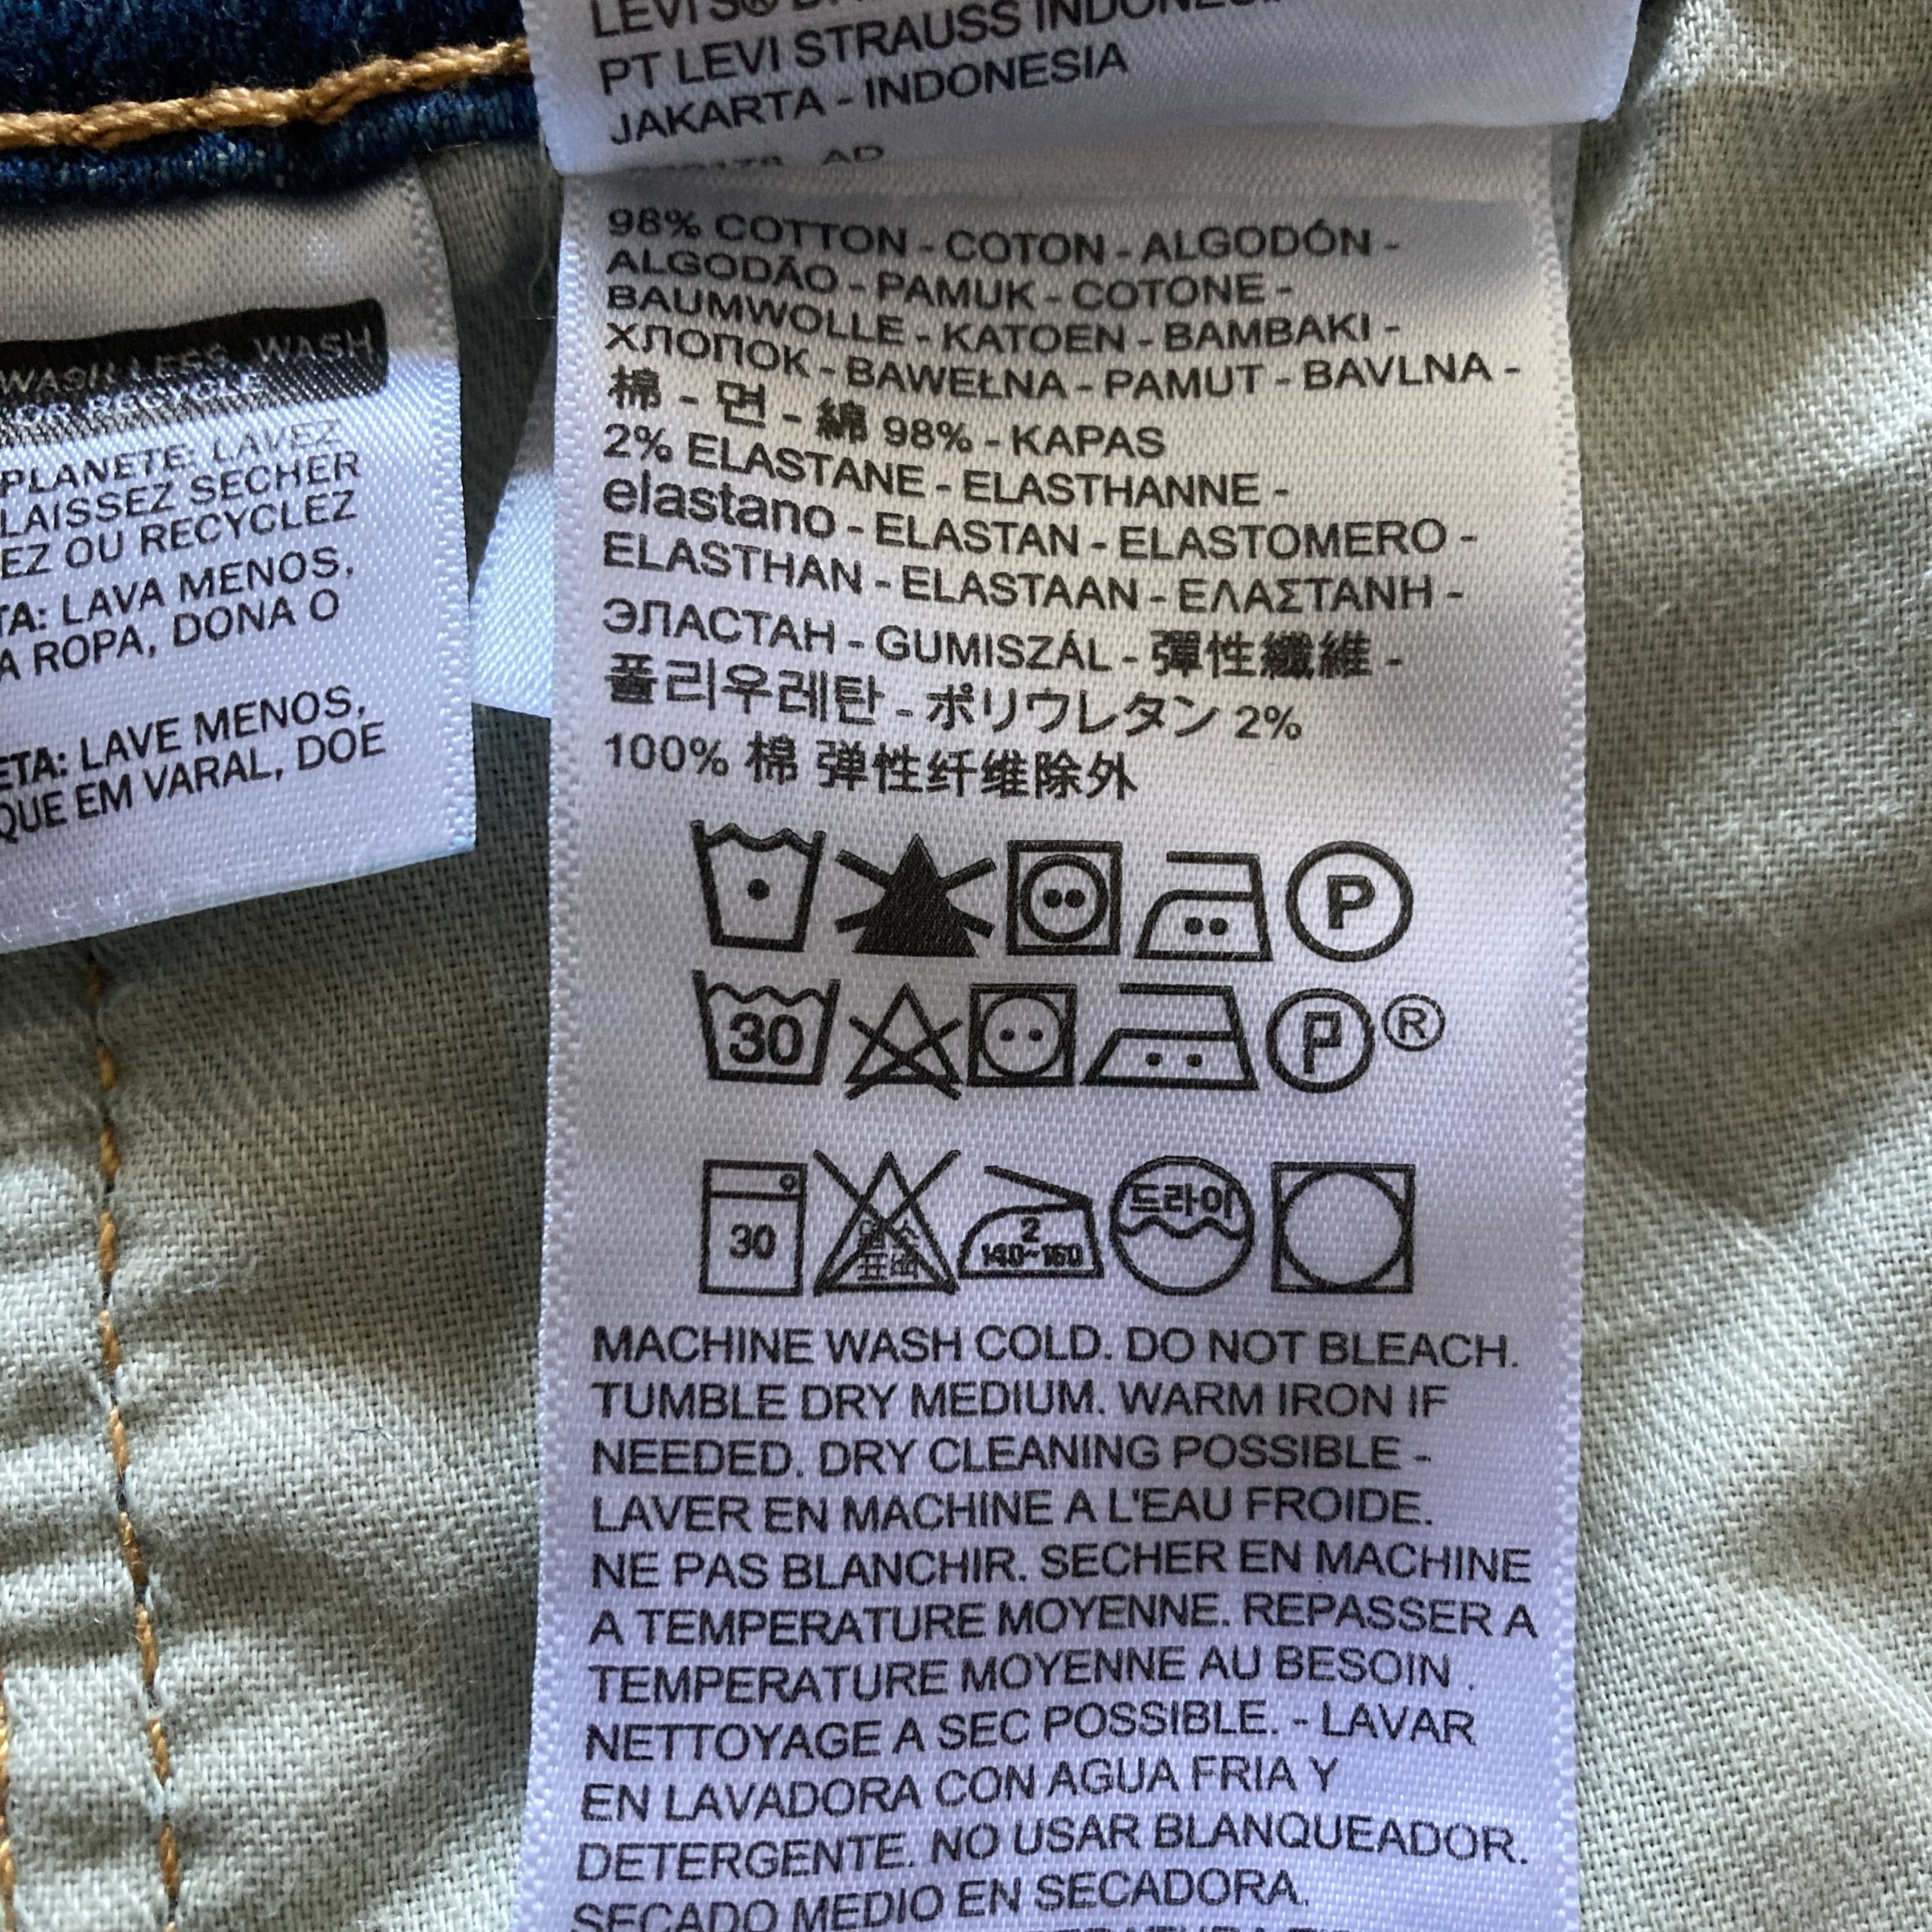 PT LEVI STRAUSS
JAKARTA - INDONESIA
AP
98% COTTON - COTON - ALGODÓN -
ALGODÃO - PAMUK - COTONE -
BAUMWOLLE - KATOEN - BAMBAKI -
ХЛОПОК - BAWEŁNA - PAMUT - BAVLNA -
棉 - 면 - 綿 98% - KAPAS
2% ELASTANE - ELASTHANNE -
elastano - ELASTAN - ELASTOMERO -
ELASTHAN - ELASTAAN - ΕΛΑΣΤΑΝΗ -
ЭЛАСТАН - GUMISZÁL - 彈性纖維 -
폴리우레탄 - ポリウレタン 2%
100% 棉 弹性纤维除外
P
30 P ®
30 2 140~160 드라이
MACHINE WASH COLD. DO NOT BLEACH.
TUMBLE DRY MEDIUM. WARM IRON IF
NEEDED. DRY CLEANING POSSIBLE -
LAVER EN MACHINE A L'EAU FROIDE.
NE PAS BLANCHIR. SECHER EN MACHINE
A TEMPERATURE MOYENNE. REPASSER A
TEMPERATURE MOYENNE AU BESOIN .
NETTOYAGE A SEC POSSIBLE. - LAVAR
EN LAVADORA CON AGUA FRIA Y
DETERGENTE. NO USAR BLANQUEADOR.
SECADO MEDIO EN SECADORA.
WASH LESS, WASH
OR RECYCLE
PLANETE: LAVEZ
LAISSEZ SECHER
EZ OU RECYCLEZ
TA: LAVA MENOS,
A ROPA, DONA O
ETA: LAVE MENOS,
QUE EM VARAL, DOE